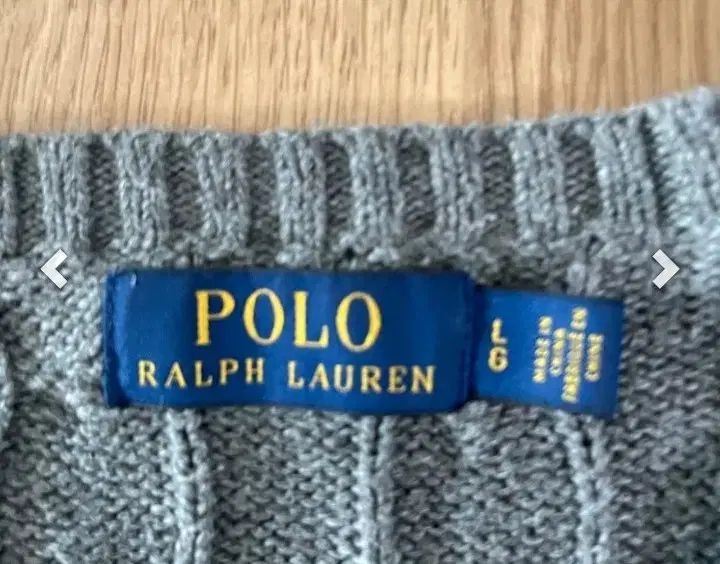 POLO
RALPH LAUREN
L
G
MADE IN
CHINA
FABRIQUÉ EN
CHINE